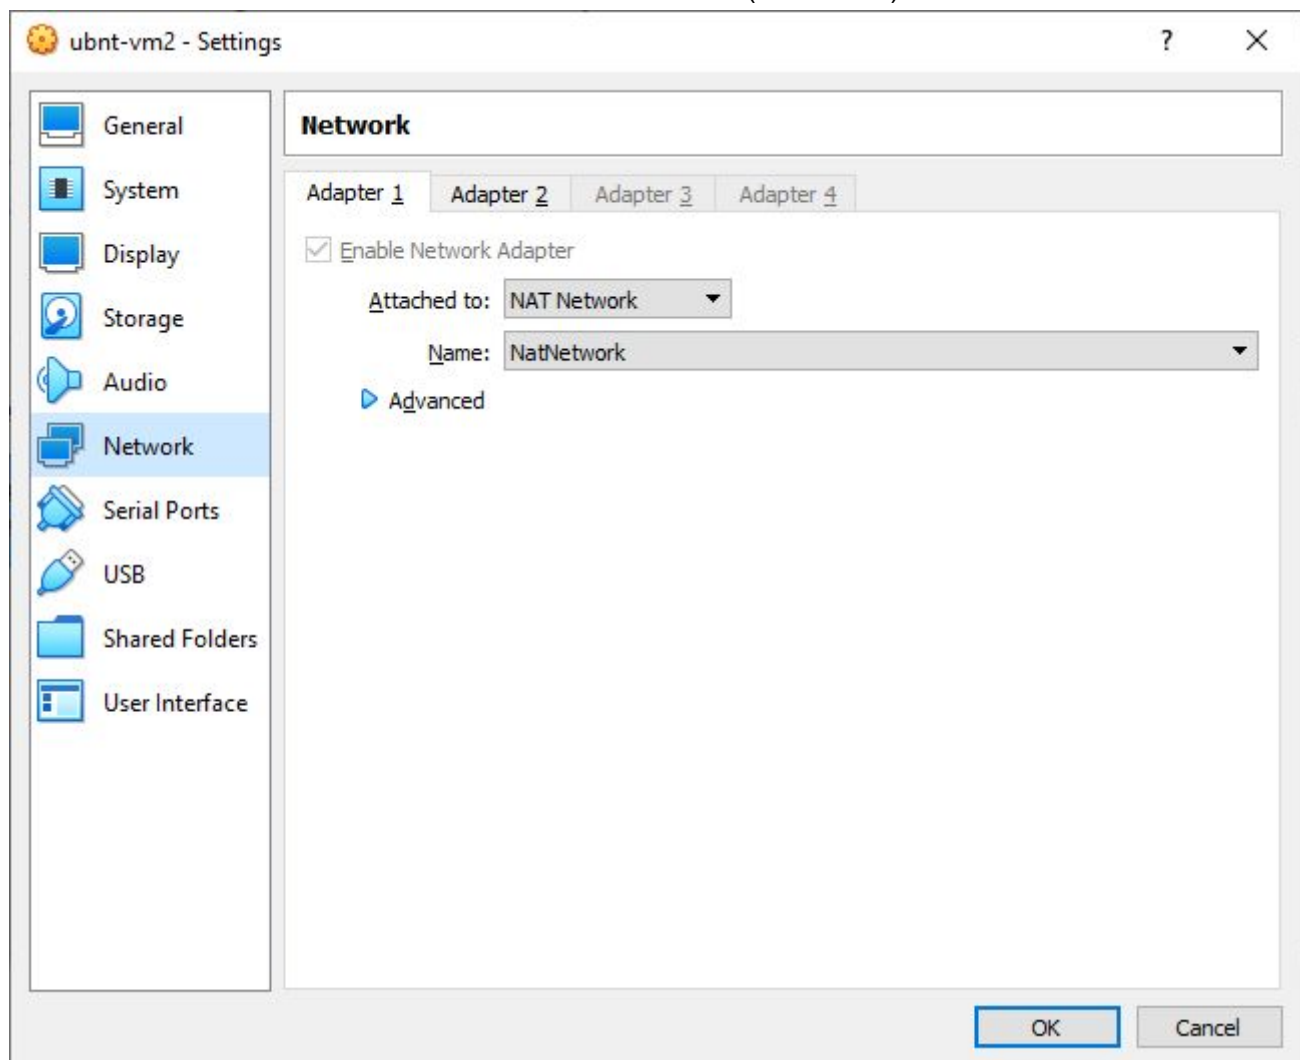 ubnt-vm2 - Settings ? ×
General
System
Display
Storage
Audio
Network
Serial Ports
USB
Shared Folders
User Interface
Network
Adapter 1 Adapter 2 Adapter 3 Adapter 4
Enable Network Adapter
Attached to: NAT Network
Name: NatNetwork
Advanced
OK Cancel